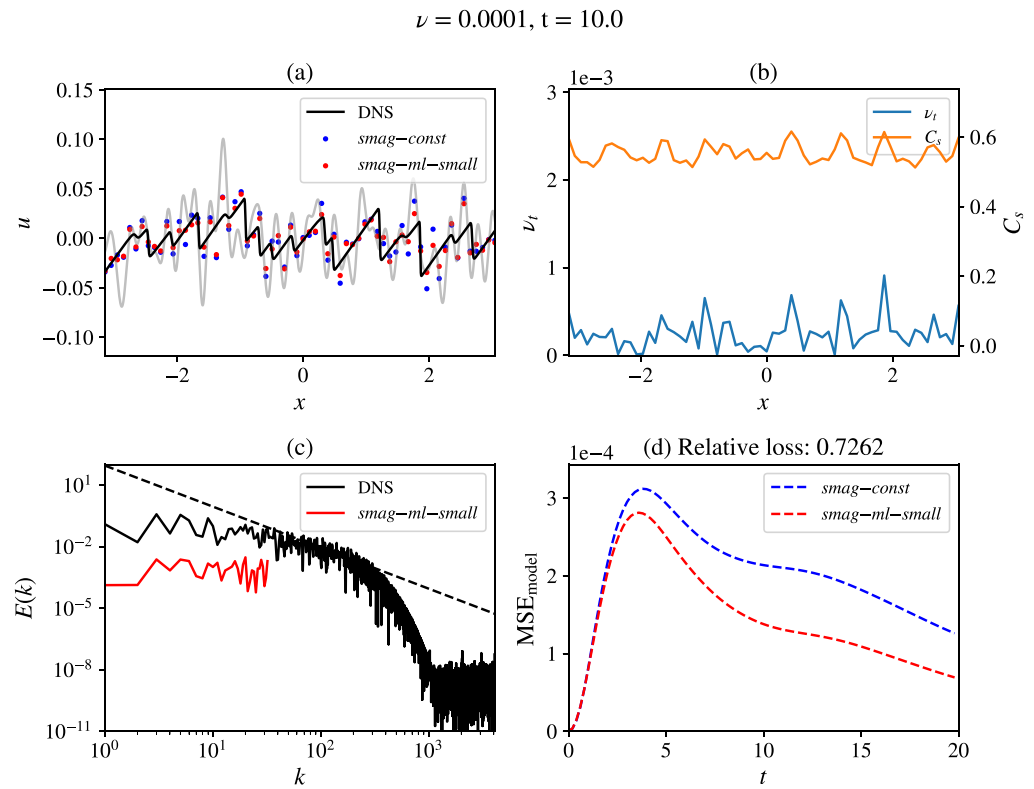 ν = 0.0001, t = 10.0
(a)
0.15
0.10
0.05
0.00
−0.05
−0.10
u
−2
0
2
x
DNS
smag−const
smag−ml−small
(b)
1e−3
3
2
1
0
ν_t
−2
0
2
x
0.6
0.4
0.2
0.0
C_s
ν_t
C_s
(c)
10^1
10^−2
10^−5
10^−8
10^−11
E(k)
10^0
10^1
10^2
10^3
k
DNS
smag−ml−small
(d) Relative loss: 0.7262
1e−4
3
2
1
0
MSE_model
0
5
10
15
20
t
smag−const
smag−ml−small